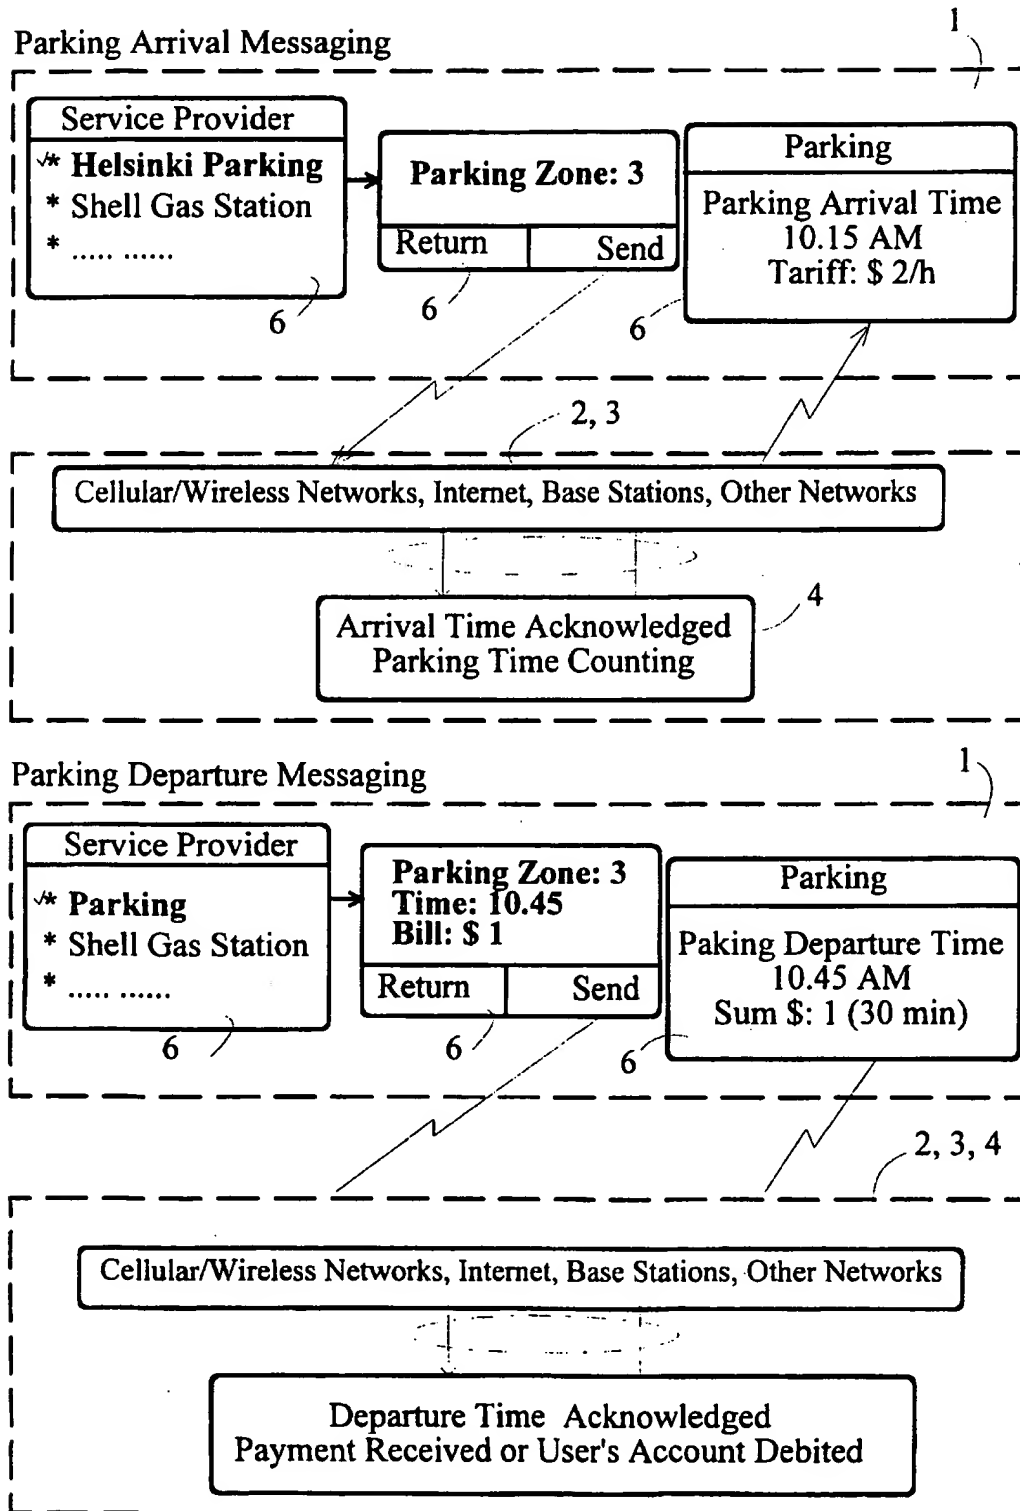 1
Parking Arrival Messaging
Service Provider
* Helsinki Parking
* Shell Gas Station
* ..... ......
6
Parking Zone: 3
Return
Send
6
Parking
Parking Arrival Time
10.15 AM
Tariff: $ 2/h
6
2, 3
Cellular/Wireless Networks, Internet, Base Stations, Other Networks
4
Arrival Time Acknowledged
Parking Time Counting
Parking Departure Messaging
1
Service Provider
* Parking
* Shell Gas Station
* ..... ......
6
Parking Zone: 3
Time: 10.45
Bill: $ 1
Return
Send
6
Parking
Paking Departure Time
10.45 AM
Sum $: 1 (30 min)
6
2, 3, 4
Cellular/Wireless Networks, Internet, Base Stations, Other Networks
Departure Time Acknowledged
Payment Received or User's Account Debited